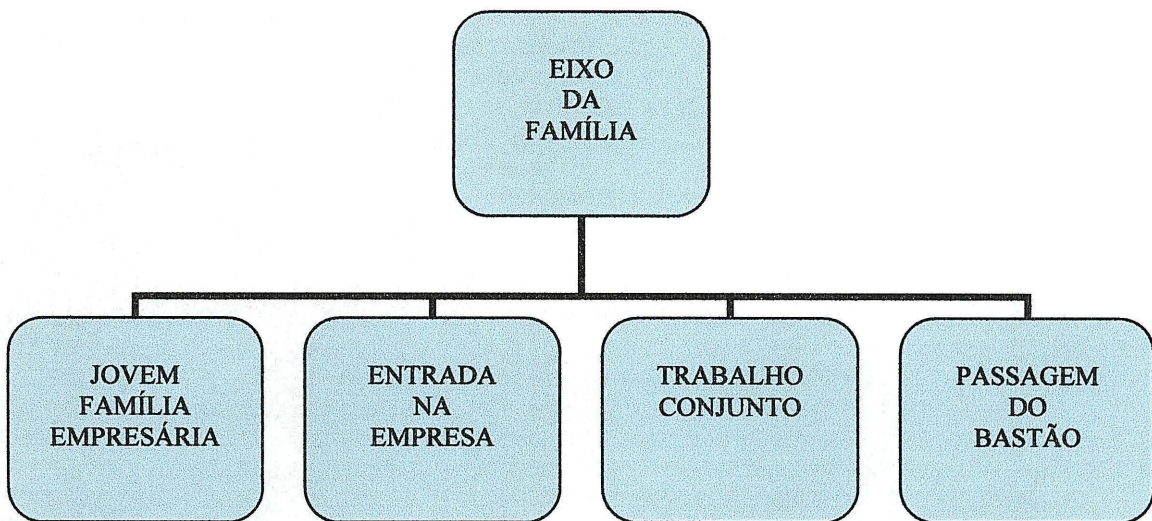 EIXO
DA
FAMÍLIA
JOVEM
FAMÍLIA
EMPRESÁRIA
ENTRADA
NA
EMPRESA
TRABALHO
CONJUNTO
PASSAGEM
DO
BASTÃO